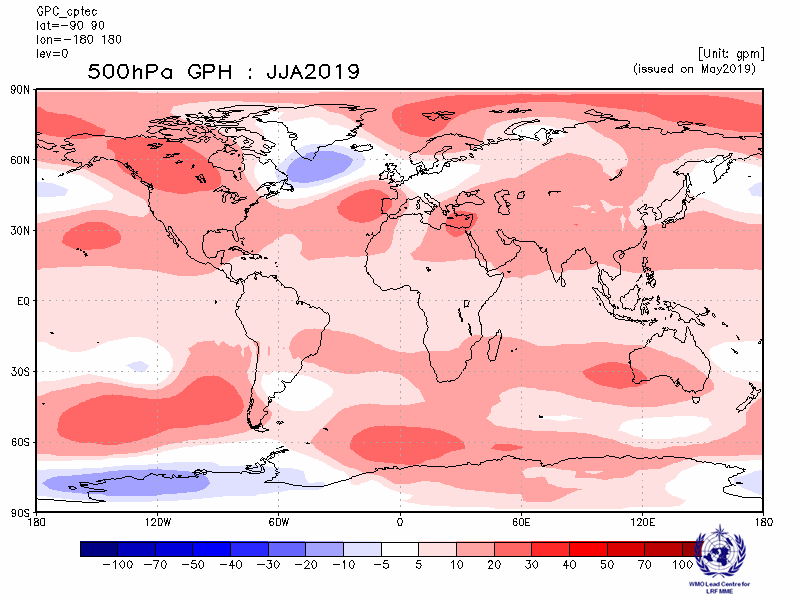 GPC_cptec
lat=-90 90
lon=-180 180
lev=0
[Unit: gpm]
500hPa GPH : JJA2019
(issued on May2019)
90N
60N
30N
EQ
30S
60S
90S
180 120W 60W 0 60E 120E 180
-100 -70 -50 -40 -30 -20 -10 -5 5 10 20 30 40 50 70 100
WMO Lead Centre for
LRF MME